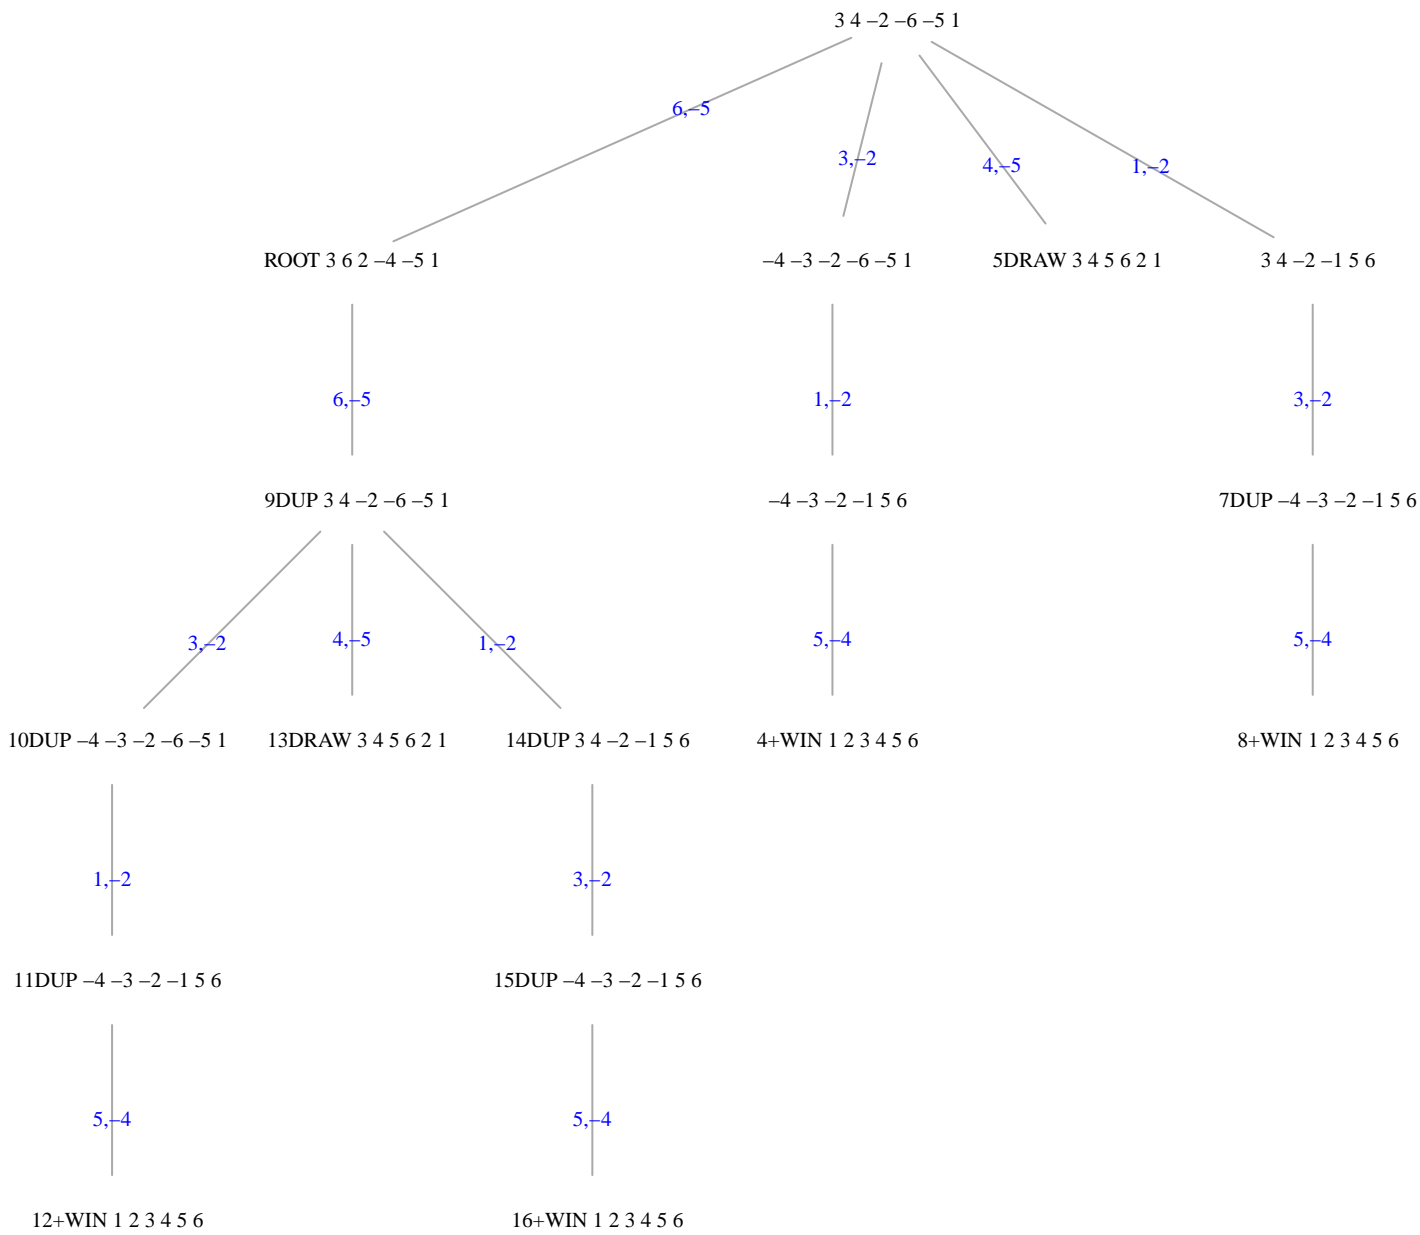 3 4 –2 –6 –5 1
6,–5
3,–2
4,–5
1,–2
ROOT 3 6 2 –4 –5 1
–4 –3 –2 –6 –5 1
5DRAW 3 4 5 6 2 1
3 4 –2 –1 5 6
6,–5
1,–2
3,–2
9DUP 3 4 –2 –6 –5 1
–4 –3 –2 –1 5 6
7DUP –4 –3 –2 –1 5 6
3,–2
4,–5
1,–2
5,–4
5,–4
10DUP –4 –3 –2 –6 –5 1
13DRAW 3 4 5 6 2 1
14DUP 3 4 –2 –1 5 6
4+WIN 1 2 3 4 5 6
8+WIN 1 2 3 4 5 6
1,–2
3,–2
11DUP –4 –3 –2 –1 5 6
15DUP –4 –3 –2 –1 5 6
5,–4
5,–4
12+WIN 1 2 3 4 5 6
16+WIN 1 2 3 4 5 6